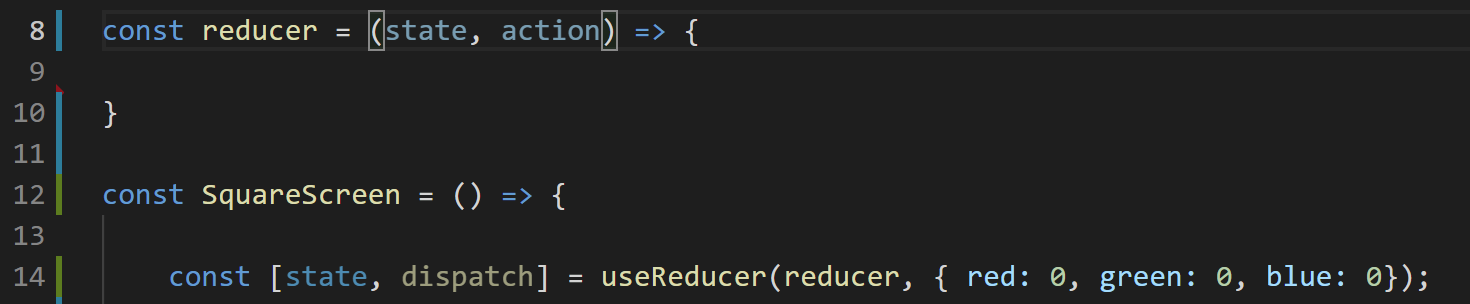 8 const reducer = (state, action) => {
9
10 }
11
12 const SquareScreen = () => {
13
14 const [state, dispatch] = useReducer(reducer, { red: 0, green: 0, blue: 0});